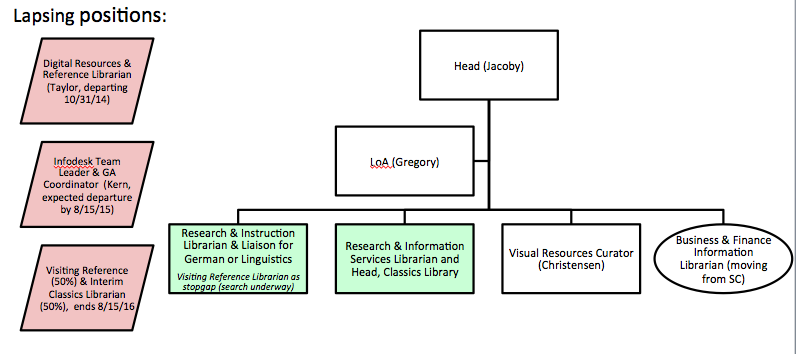 Lapsing positions:
Digital Resources &
Reference Librarian
(Taylor, departing
10/31/14)
Infodesk Team
Leader & GA
Coordinator (Kern,
expected departure
by 8/15/15)
Visiting Reference
(50%) & Interim
Classics Librarian
(50%), ends 8/15/16
Head (Jacoby)
LoA (Gregory)
Research & Instruction
Librarian & Liaison for
German or Linguistics
Visiting Reference Librarian as
stopgap (search underway)
Research & Information
Services Librarian and
Head, Classics Library
Visual Resources Curator
(Christensen)
Business & Finance
Information
Librarian (moving
from SC)